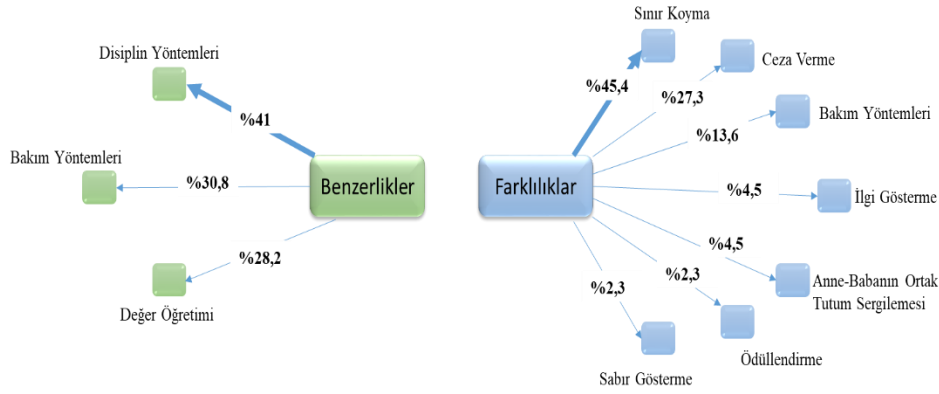 Disiplin Yöntemleri
%41
Bakım Yöntemleri
%30,8
Benzerlikler
%28,2
Değer Öğretimi
Sınır Koyma
%45,4
Ceza Verme
%27,3
Bakım Yöntemleri
%13,6
Farklılıklar
%4,5
İlgi Gösterme
%4,5
Anne-Babanın Ortak
Tutum Sergilemesi
%2,3
Ödüllendirme
%2,3
Sabır Gösterme